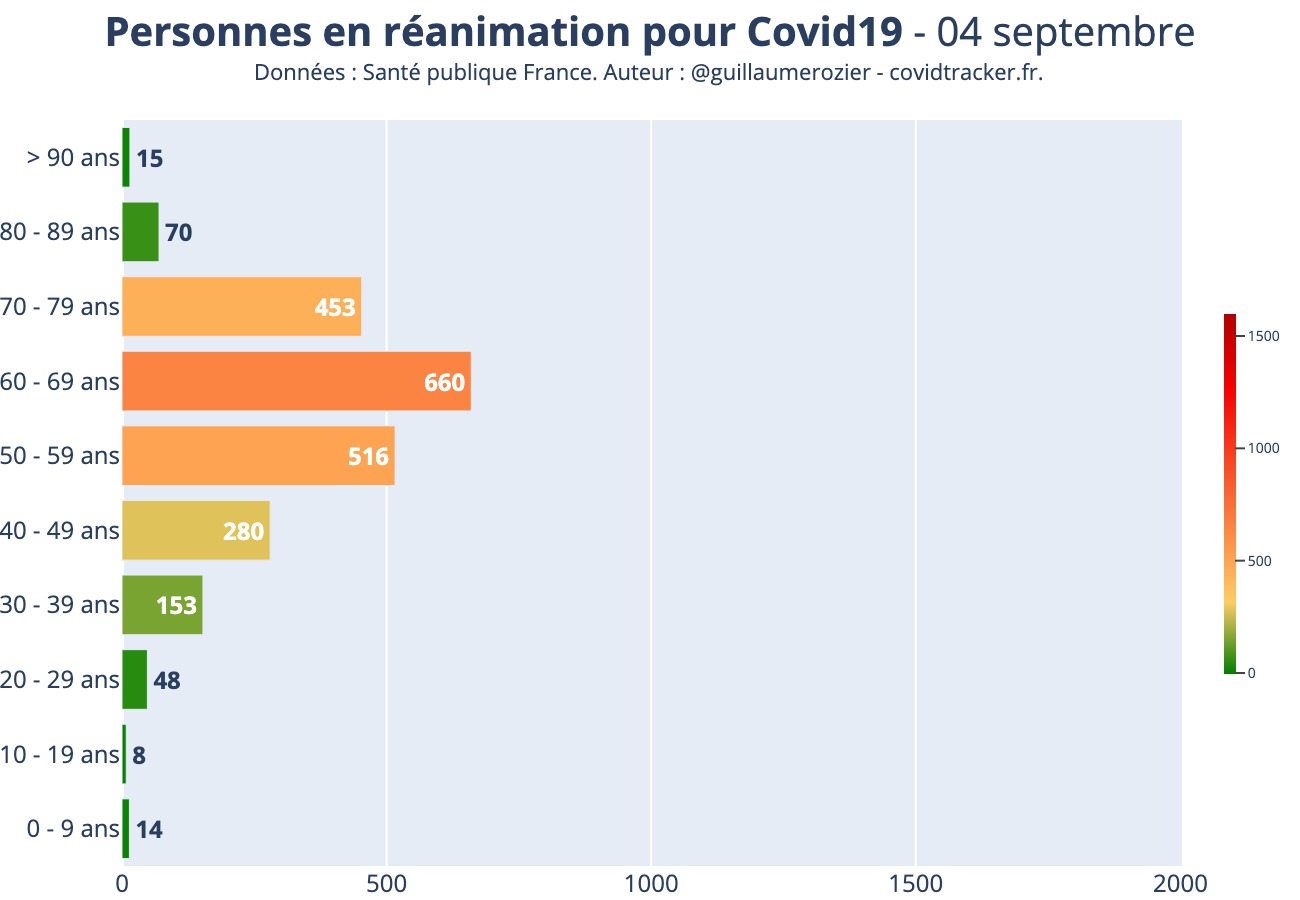 Personnes en réanimation pour Covid19 - 04 septembre
Données : Santé publique France. Auteur : @guillaumerozier - covidtracker.fr.
> 90 ans 15
80 - 89 ans 70
70 - 79 ans 453
60 - 69 ans 660
50 - 59 ans 516
40 - 49 ans 280
30 - 39 ans 153
20 - 29 ans 48
10 - 19 ans 8
0 - 9 ans 14
0 500 1000 1500 2000
1500
1000
500
0